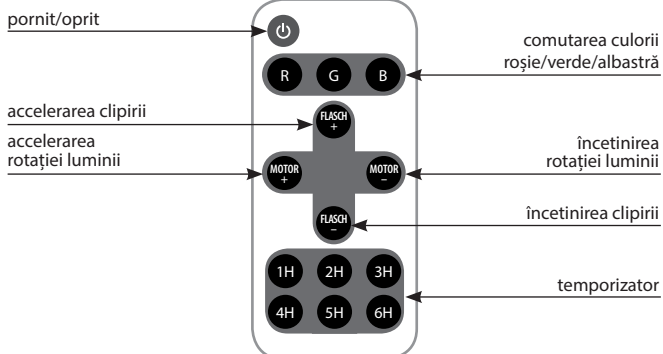 pornit/oprit
comutarea culorii
roșie/verde/albastră
R G B
accelerarea clipirii
FLASCH
+
accelerarea
rotației luminii
MOTOR
+
MOTOR
–
încetinirea
rotației luminii
FLASCH
–
încetinirea clipirii
1H 2H 3H
temporizator
4H 5H 6H